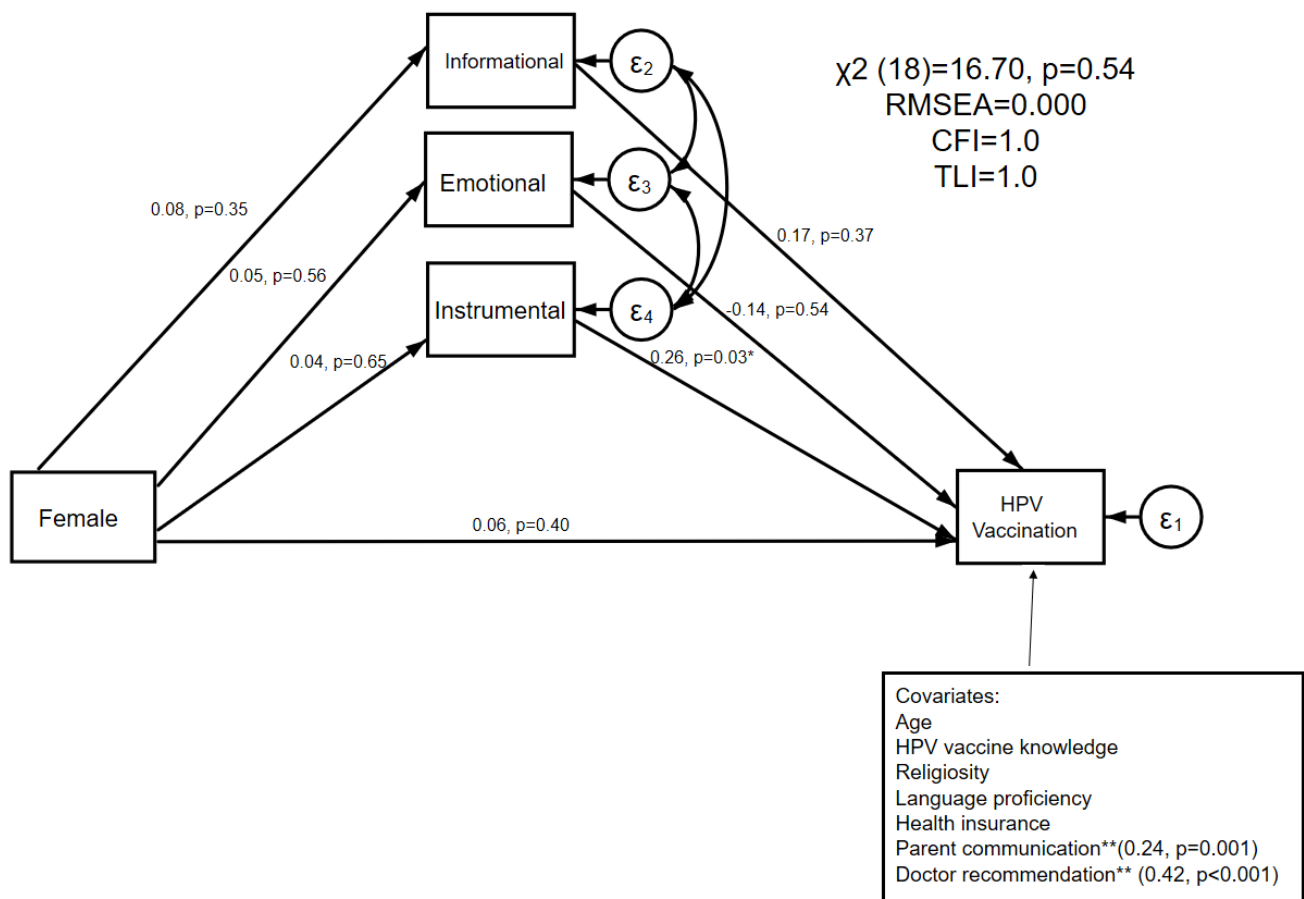 Informational
ε2
χ2 (18)=16.70, p=0.54
RMSEA=0.000
CFI=1.0
TLI=1.0
Emotional
ε3
0.08, p=0.35
0.17, p=0.37
0.05, p=0.56
Instrumental
ε4
-0.14, p=0.54
0.04, p=0.65
0.26, p=0.03*
Female
0.06, p=0.40
HPV
Vaccination
ε1
Covariates:
Age
HPV vaccine knowledge
Religiosity
Language proficiency
Health insurance
Parent communication**(0.24, p=0.001)
Doctor recommendation** (0.42, p<0.001)